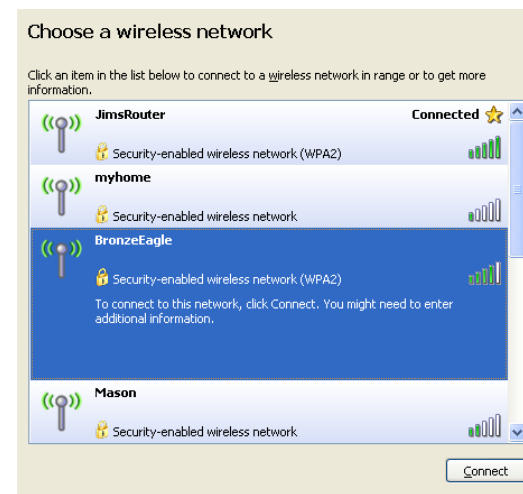 Choose a wireless network
Click an item in the list below to connect to a wireless network in range or to get more
information.
JimsRouter Connected
Security-enabled wireless network (WPA2)
myhome
Security-enabled wireless network
BronzeEagle
Security-enabled wireless network (WPA2)
To connect to this network, click Connect. You might need to enter
additional information.
Mason
Security-enabled wireless network
Connect